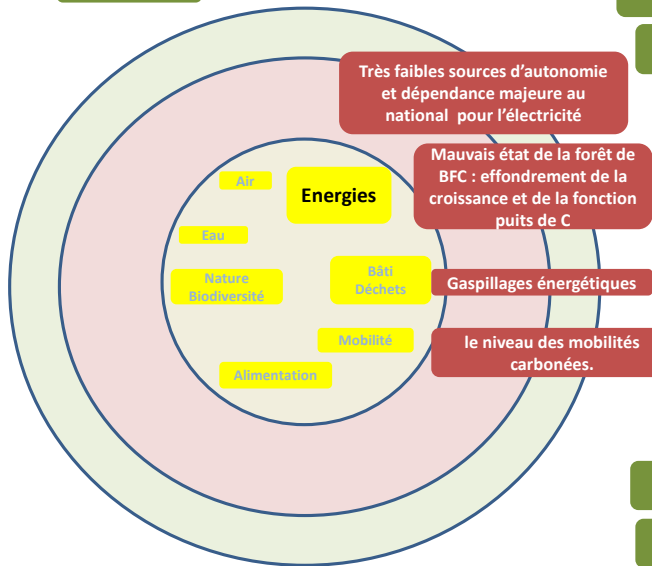 Très faibles sources d'autonomie
et dépendance majeure au
national pour l'électricité
Mauvais état de la forêt de
BFC : effondrement de la
croissance et de la fonction
puits de C
Air
Energies
Eau
Nature
Biodiversité
Bâti
Déchets
Gaspillages énergétiques
Mobilité
le niveau des mobilités
carbonées.
Alimentation